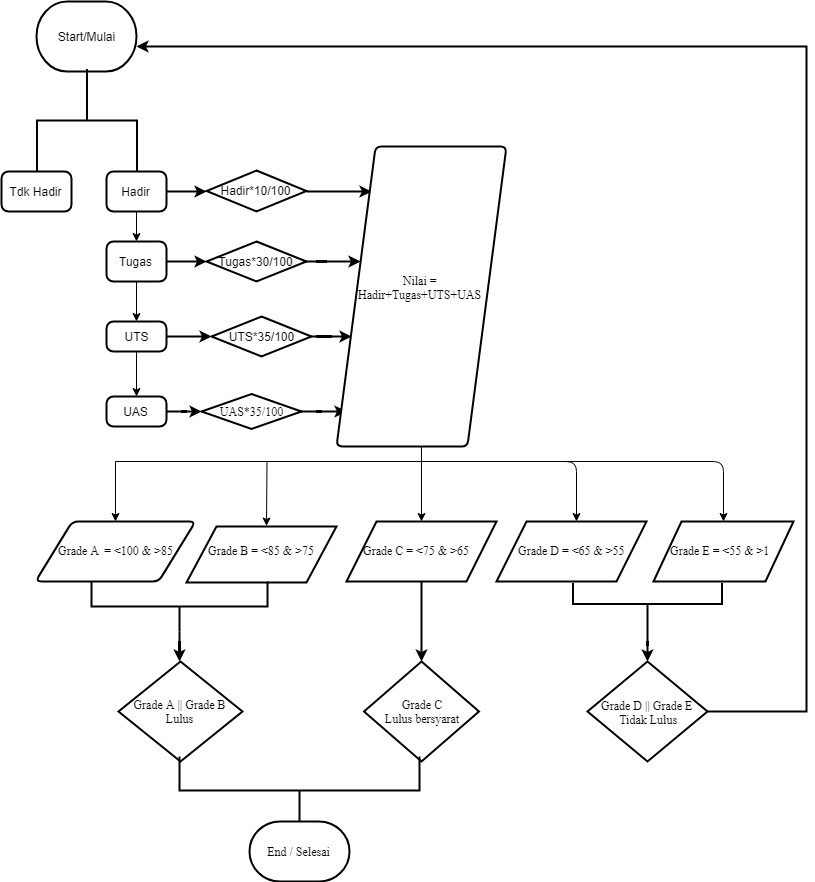 Start/Mulai
Tdk Hadir
Hadir
Hadir*10/100
Tugas
Tugas*30/100
Nilai =
Hadir+Tugas+UTS+UAS
UTS
UTS*35/100
UAS
UAS*35/100
Grade A = <100 & >85
Grade B = <85 & >75
Grade C = <75 & >65
Grade D = <65 & >55
Grade E = <55 & >1
Grade A || Grade B
Lulus
Grade C
Lulus bersyarat
Grade D || Grade E
Tidak Lulus
End / Selesai